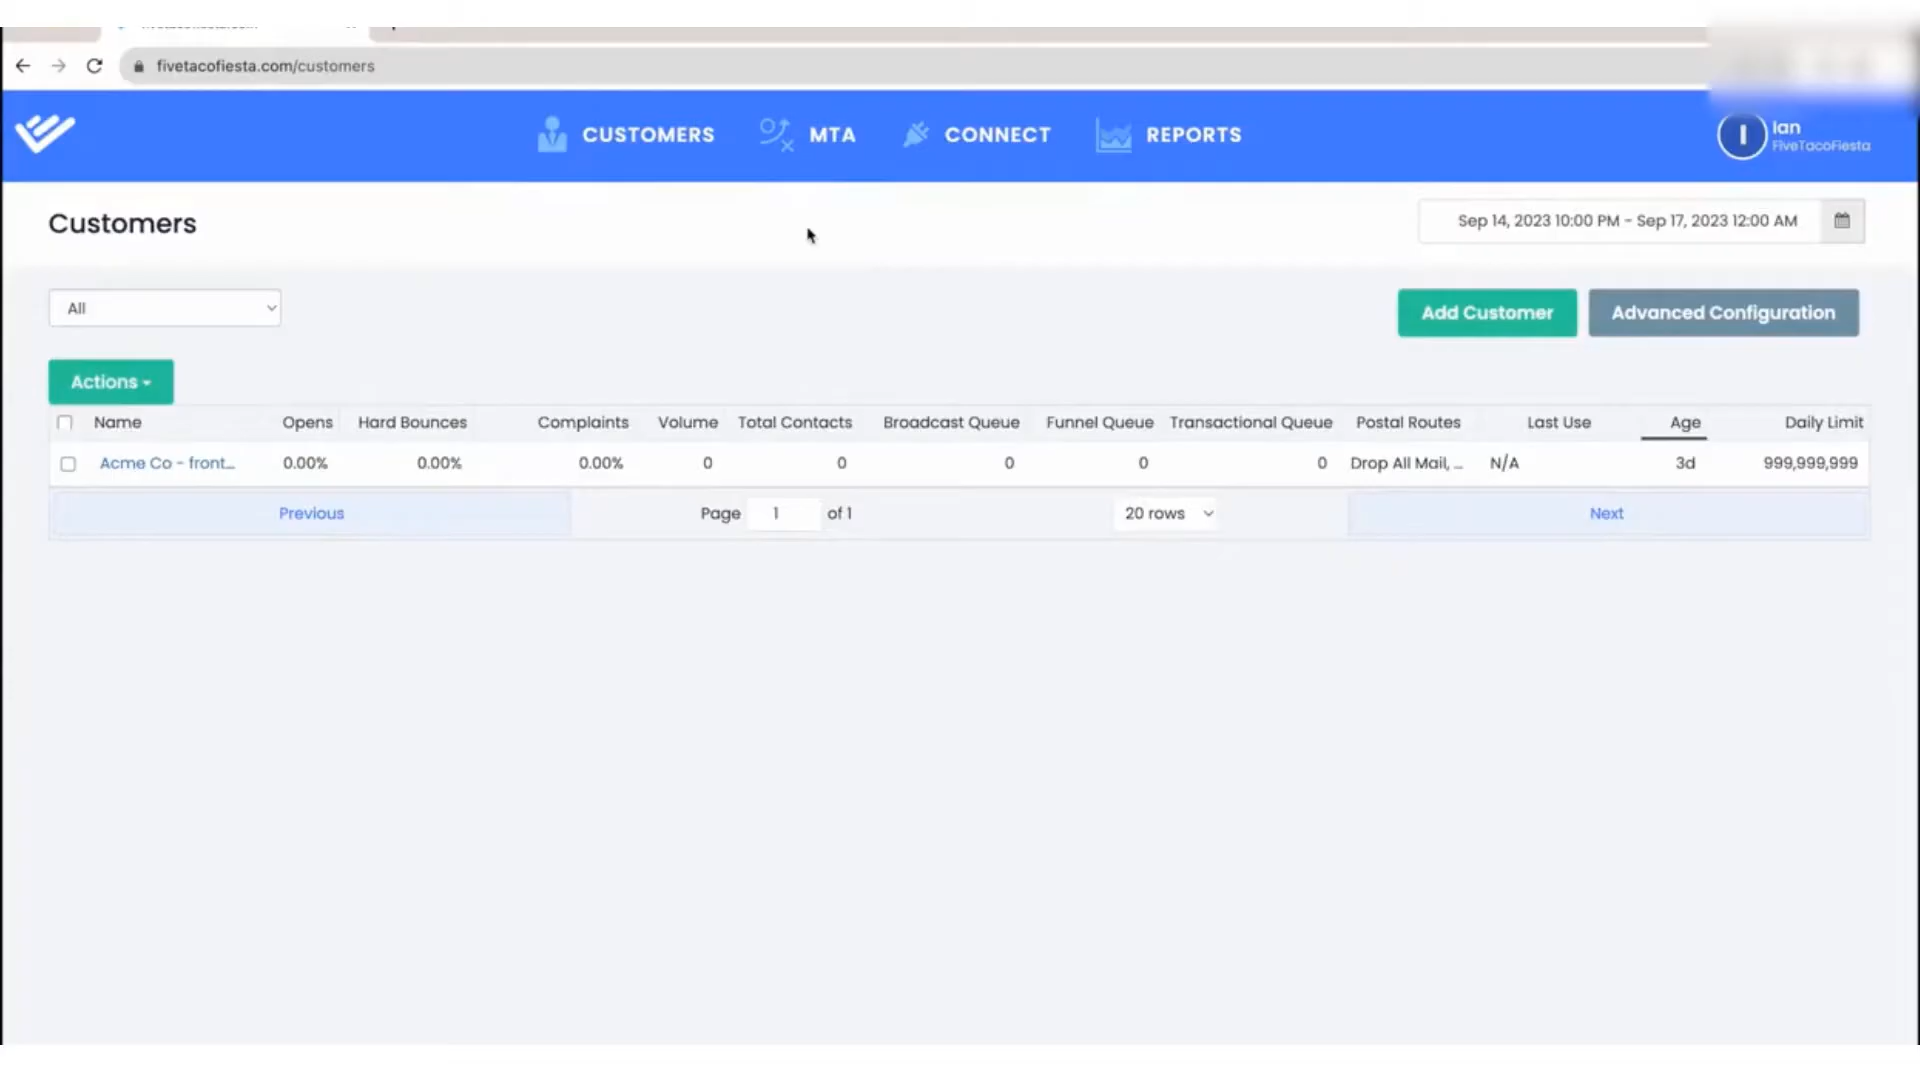 fivetacofiesta.com/customers
CUSTOMERS MTA CONNECT REPORTS
I Ian
FiveTacoFiesta
Customers
Sep 14, 2023 10:00 PM - Sep 17, 2023 12:00 AM
All
Add Customer Advanced Configuration
Actions
Name Opens Hard Bounces Complaints Volume Total Contacts Broadcast Queue Funnel Queue Transactional Queue Postal Routes Last Use Age Daily Limit
Acme Co - front... 0.00% 0.00% 0.00% 0 0 0 0 0 Drop All Mail, ... N/A 3d 999,999,999
Previous Page 1 of 1 20 rows Next